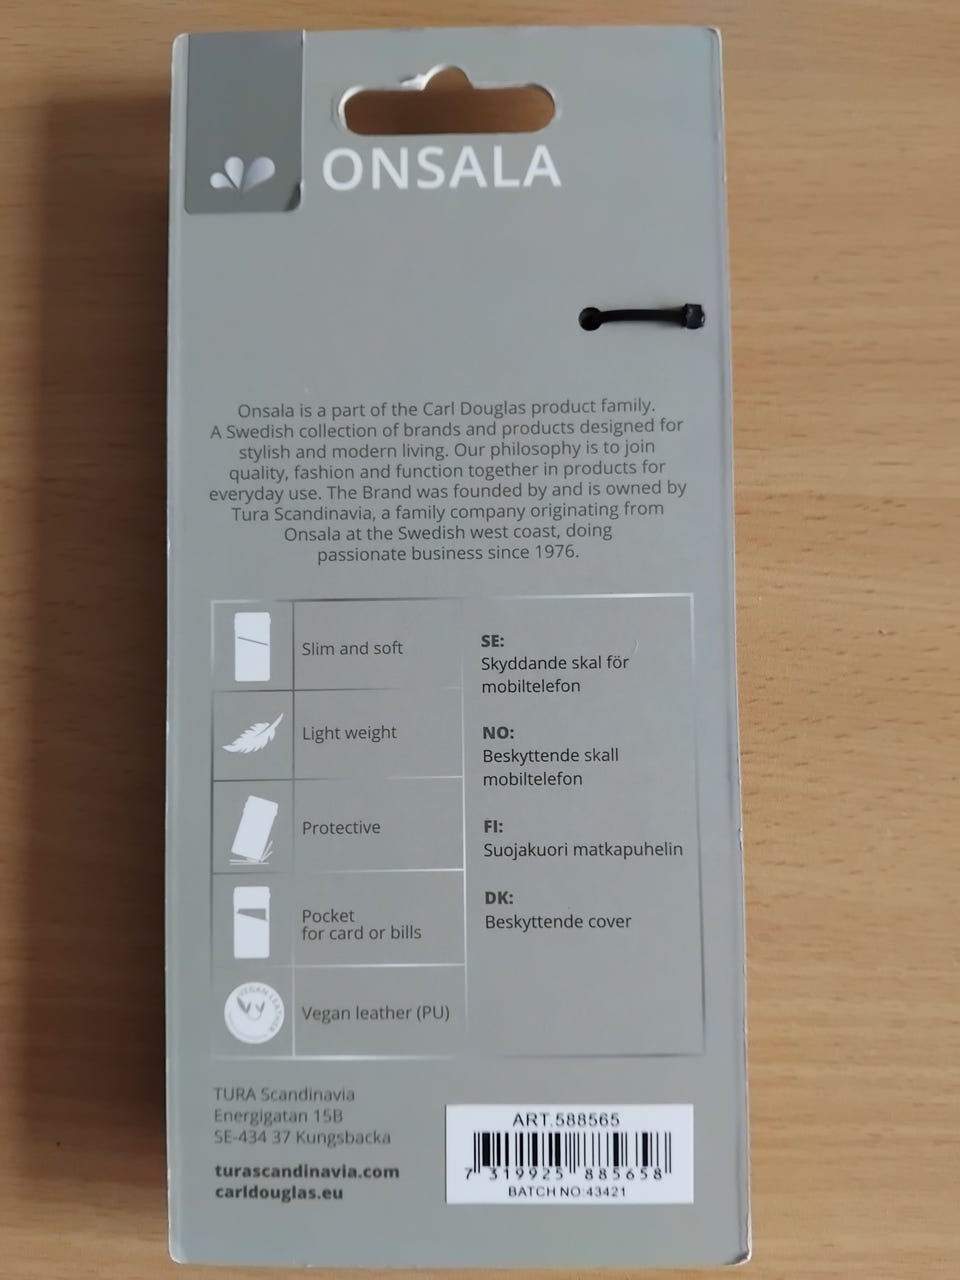 ONSALA
Onsala is a part of the Carl Douglas product family.
A Swedish collection of brands and products designed for
stylish and modern living. Our philosophy is to join
quality, fashion and function together in products for
everyday use. The Brand was founded by and is owned by
Tura Scandinavia, a family company originating from
Onsala at the Swedish west coast, doing
passionate business since 1976.
Slim and soft
Light weight
Protective
Pocket
for card or bills
VEGAN LEATHER
Vegan leather (PU)
SE:
Skyddande skal för
mobiltelefon
NO:
Beskyttende skall
mobiltelefon
FI:
Suojakuori matkapuhelin
DK:
Beskyttende cover
TURA Scandinavia
Energigatan 15B
SE-434 37 Kungsbacka
turascandinavia.com
carldouglas.eu
ART.588565
7 319925 885658
BATCH NO:43421